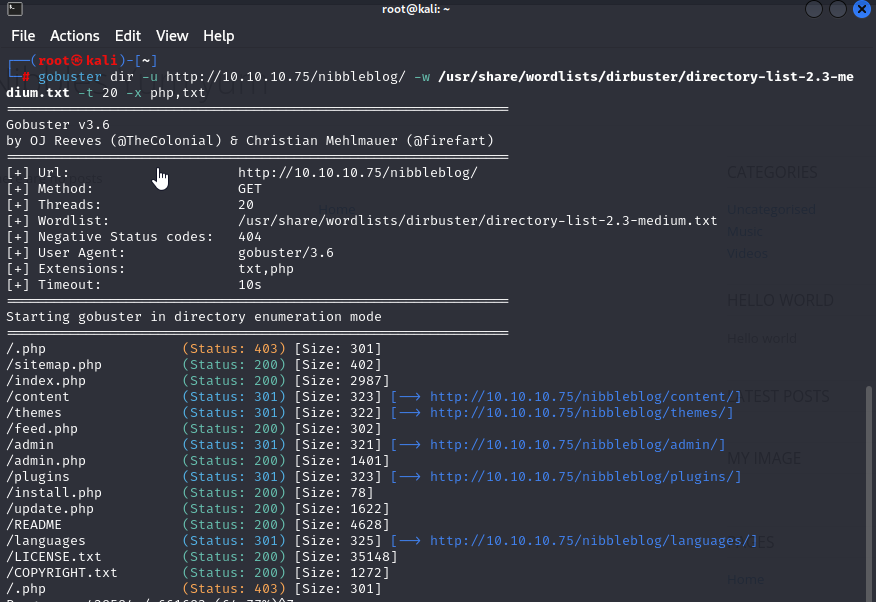 root@kali: ~
File Actions Edit View Help
┌──(root㉿kali)-[~]
└─# gobuster dir -u http://10.10.10.75/nibbleblog/ -w /usr/share/wordlists/dirbuster/directory-list-2.3-me
dium.txt -t 20 -x php,txt
===============================================================
Gobuster v3.6
by OJ Reeves (@TheColonial) & Christian Mehlmauer (@firefart)
===============================================================
[+] Url: http://10.10.10.75/nibbleblog/
[+] Method: GET
[+] Threads: 20
[+] Wordlist: /usr/share/wordlists/dirbuster/directory-list-2.3-medium.txt
[+] Negative Status codes: 404
[+] User Agent: gobuster/3.6
[+] Extensions: txt,php
[+] Timeout: 10s
===============================================================
Starting gobuster in directory enumeration mode
===============================================================
/.php (Status: 403) [Size: 301]
/sitemap.php (Status: 200) [Size: 402]
/index.php (Status: 200) [Size: 2987]
/content (Status: 301) [Size: 323] [--> http://10.10.10.75/nibbleblog/content/]
/themes (Status: 301) [Size: 322] [--> http://10.10.10.75/nibbleblog/themes/]
/feed.php (Status: 200) [Size: 302]
/admin (Status: 301) [Size: 321] [--> http://10.10.10.75/nibbleblog/admin/]
/admin.php (Status: 200) [Size: 1401]
/plugins (Status: 301) [Size: 323] [--> http://10.10.10.75/nibbleblog/plugins/]
/install.php (Status: 200) [Size: 78]
/update.php (Status: 200) [Size: 1622]
/README (Status: 200) [Size: 4628]
/languages (Status: 301) [Size: 325] [--> http://10.10.10.75/nibbleblog/languages/]
/LICENSE.txt (Status: 200) [Size: 35148]
/COPYRIGHT.txt (Status: 200) [Size: 1272]
/.php (Status: 403) [Size: 301]
CATEGORIES
Uncategorised
Music
Videos
HELLO WORLD
Hello world
LATEST POSTS
MY IMAGE
Home